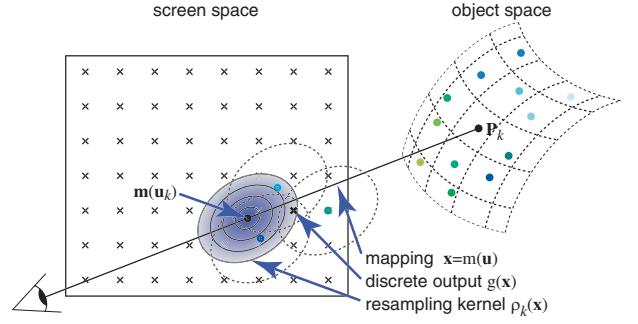 screen space
object space
P_k
m(u_k)
mapping x=m(u)
discrete output g(x)
resampling kernel ρ_k(x)